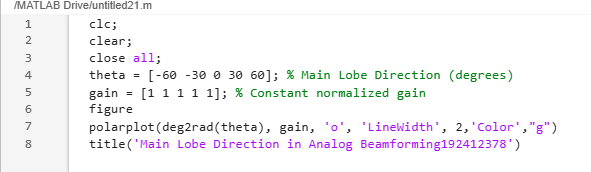 /MATLAB Drive/untitled21.m
1 clc;
2 clear;
3 close all;
4 theta = [-60 -30 0 30 60]; % Main Lobe Direction (degrees)
5 gain = [1 1 1 1 1]; % Constant normalized gain
6 figure
7 polarplot(deg2rad(theta), gain, 'o', 'LineWidth', 2,'Color',"g")
8 title('Main Lobe Direction in Analog Beamforming192412378')